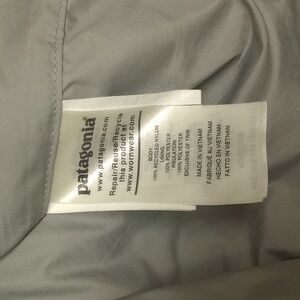 patagonia®
www.patagonia.com
Repair/Reuse/Recycle
this product at
www.wornwear.com
BODY:
100% RECYCLED NYLON
LINING:
100% POLYESTER
INSULATION:
100% POLYESTER
EXCLUSIVE OF TRIM
MADE IN VIETNAM
FABRIQUÉ AU VIETNAM
HECHO EN VIETNAM
FATTO IN VIETNAM